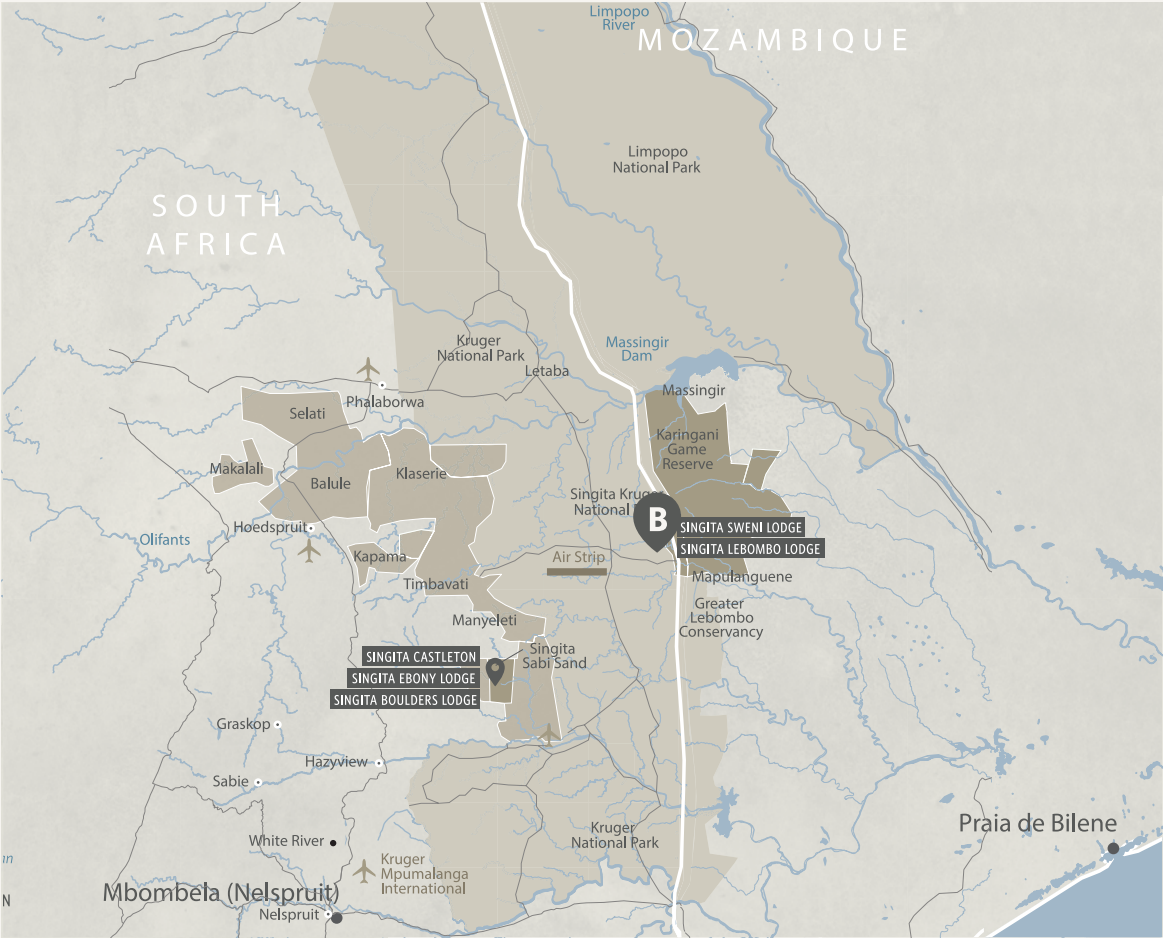 Limpopo
River
MOZAMBIQUE
Limpopo
National Park
SOUTH
AFRICA
Kruger
National Park
Letaba
Massingir
Dam
Massingir
Phalaborwa
Selati
Karingani
Game
Reserve
Makalali
Balule
Klaserie
Singita Kruger
National
B
SINGITA SWENI LODGE
SINGITA LEBOMBO LODGE
Hoedspruit
Olifants
Kapama
Air Strip
Timbavati
Mapulanguene
Manyeleti
Greater
Lebombo
Conservancy
Singita
Sabi Sand
SINGITA CASTLETON
SINGITA EBONY LODGE
SINGITA BOULDERS LODGE
Graskop
Hazyview
Sabie
White River
Kruger
National Park
Praia de Bilene
Kruger
Mpumalanga
International
Mbombela (Nelspruit)
Nelspruit
N